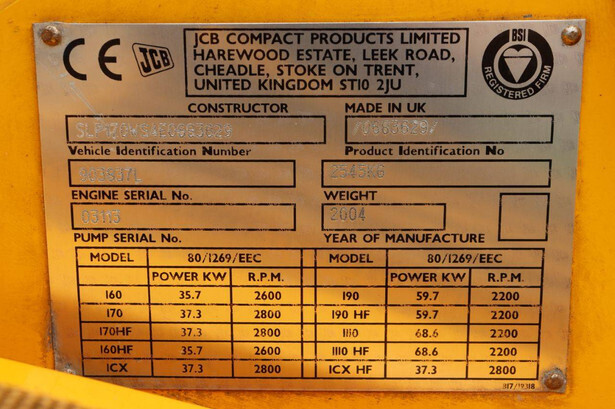 CE JCB
JCB COMPACT PRODUCTS LIMITED
HAREWOOD ESTATE, LEEK ROAD,
CHEADLE, STOKE ON TRENT,
UNITED KINGDOM ST10 2JU
BSI
REGISTERED FIRM
CONSTRUCTOR MADE IN UK
Vehicle Identification Number Product Identification No
2545KG
ENGINE SERIAL No. WEIGHT
03115 2004
PUMP SERIAL No. YEAR OF MANUFACTURE
MODEL 80/1269/EEC MODEL 80/1269/EEC
POWER KW R.P.M. POWER KW R.P.M.
160 35.7 2600 190 59.7 2200
170 37.3 2800 190 HF 59.7 2200
170HF 37.3 2800 1110 68.6 2200
160HF 35.7 2600 1110 HF 68.6 2200
1CX 37.3 2800 1CX HF 37.3 2800